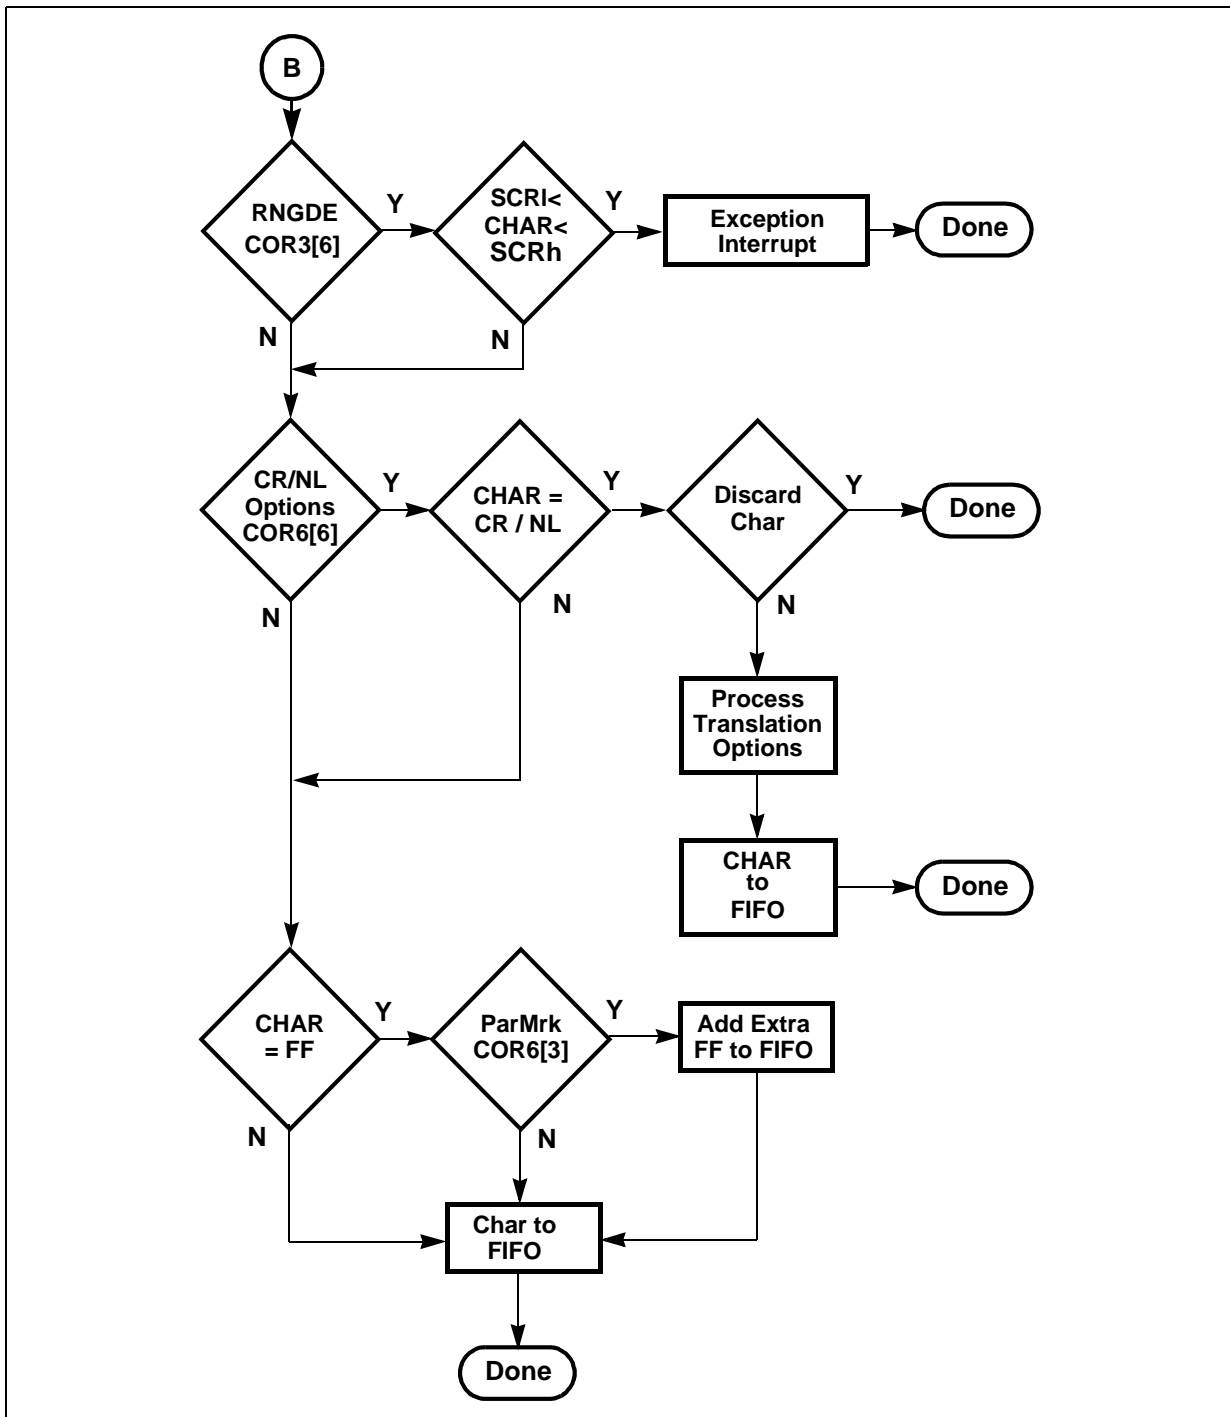 B
RNGDE
COR3[6]
Y
SCRl<
CHAR<
SCRh
Y
Exception
Interrupt
Done
N
N
CR/NL
Options
COR6[6]
Y
CHAR =
CR / NL
Y
Discard
Char
Y
Done
N
N
N
Process
Translation
Options
CHAR
to
FIFO
Done
CHAR
= FF
Y
ParMrk
COR6[3]
Y
Add Extra
FF to FIFO
N
N
Char to
FIFO
Done